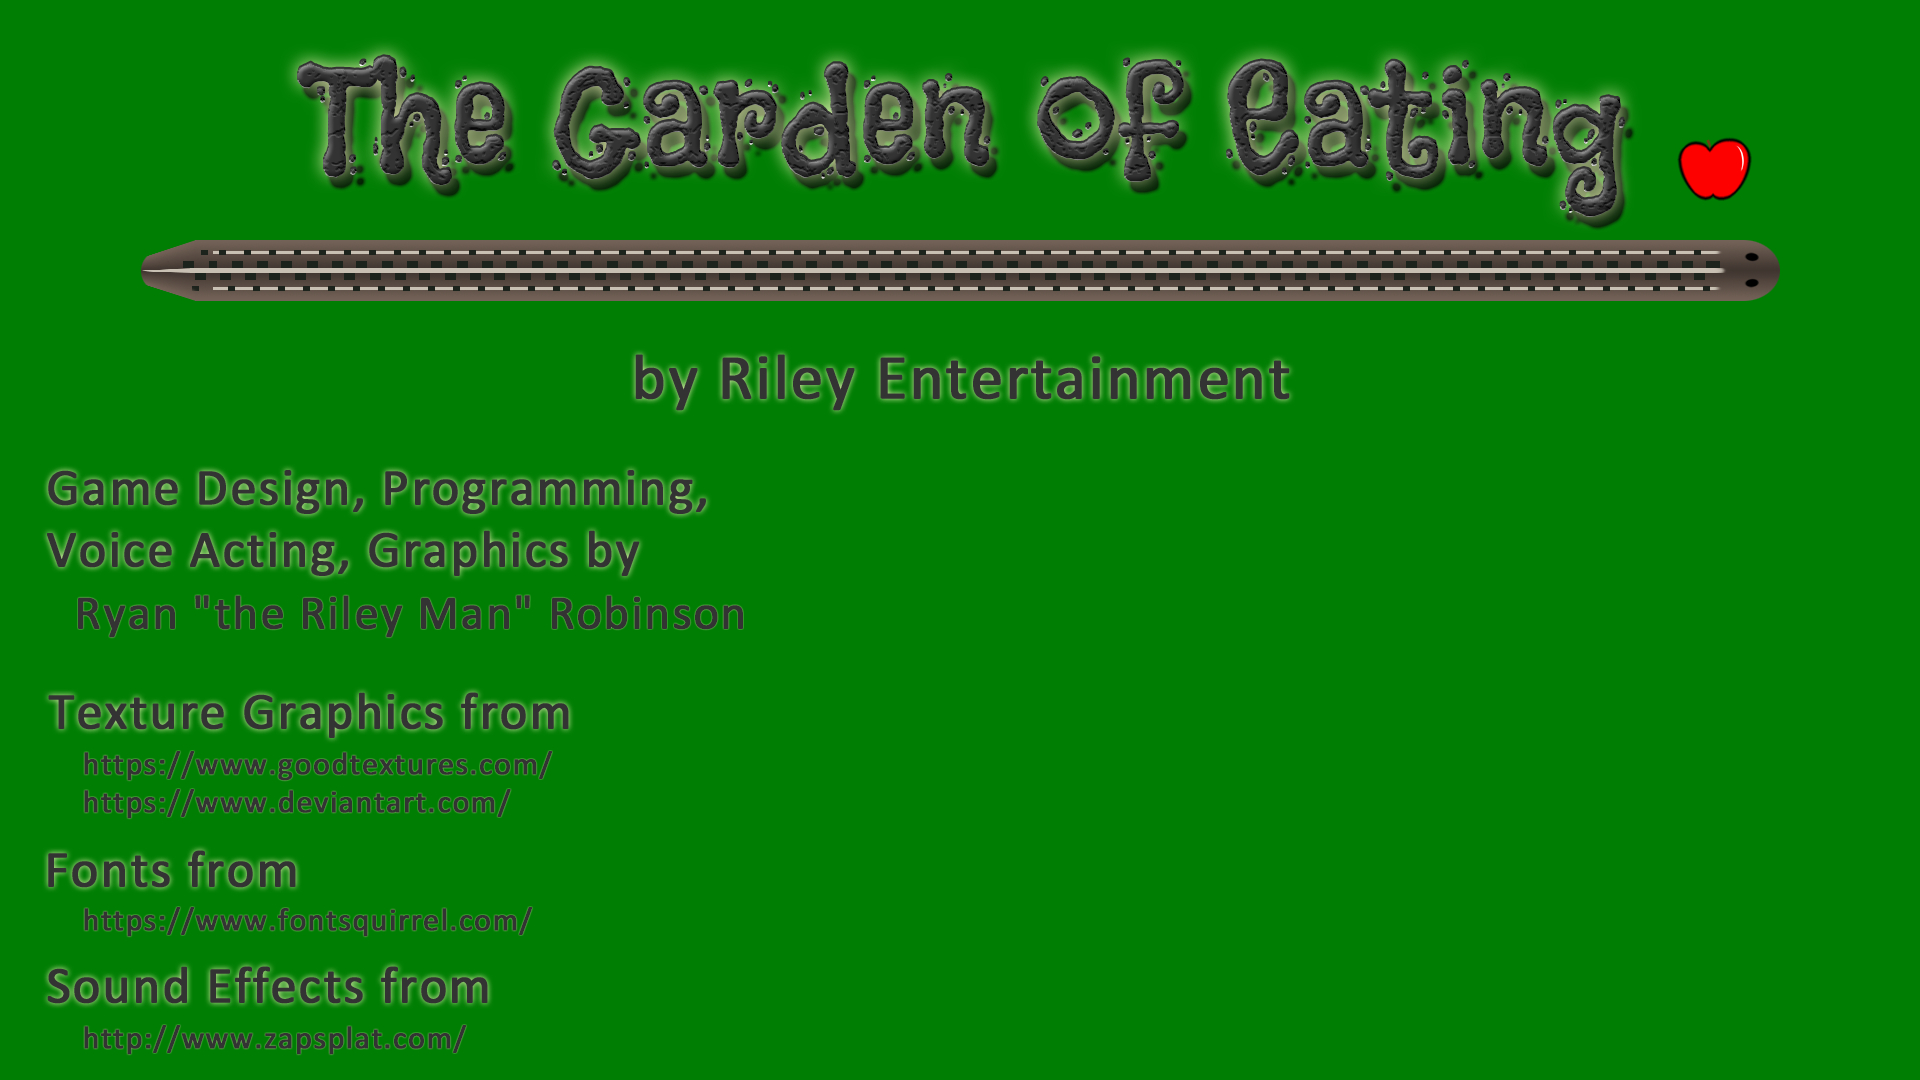 The Garden of Eating
by Riley Entertainment
Game Design, Programming,
Voice Acting, Graphics by
Ryan "the Riley Man" Robinson
Texture Graphics from
https://www.goodtextures.com/
https://www.deviantart.com/
Fonts from
https://www.fontsquirrel.com/
Sound Effects from
http://www.zapsplat.com/